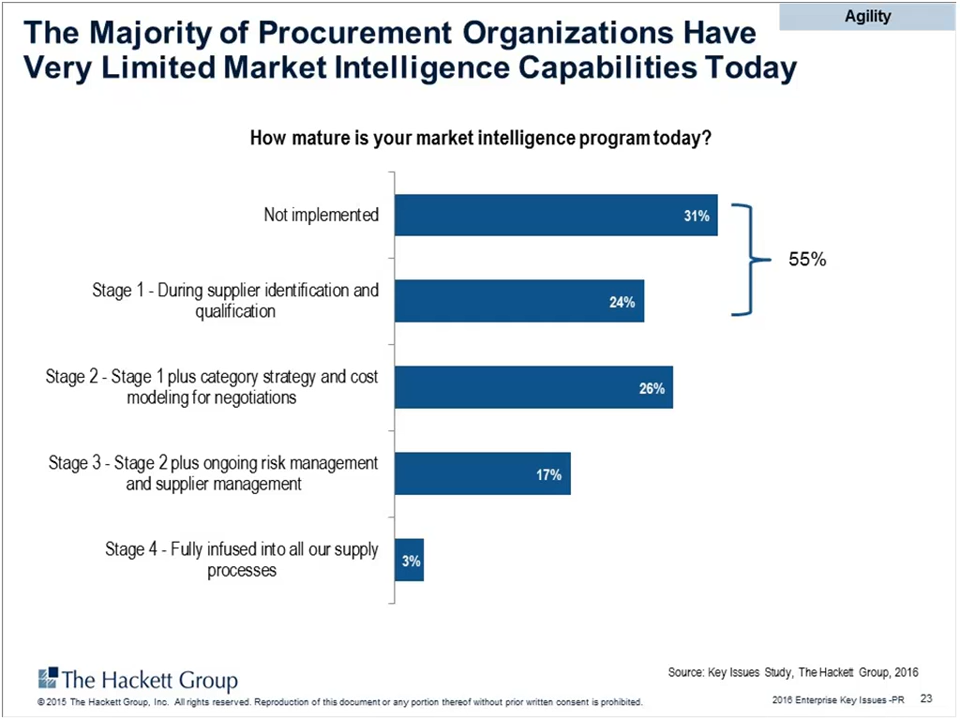 Agility
The Majority of Procurement Organizations Have
Very Limited Market Intelligence Capabilities Today
How mature is your market intelligence program today?
Not implemented
31%
55%
Stage 1 - During supplier identification and
qualification
24%
Stage 2 - Stage 1 plus category strategy and cost
modeling for negotiations
26%
Stage 3 - Stage 2 plus ongoing risk management
and supplier management
17%
Stage 4 - Fully infused into all our supply
processes
3%
The Hackett Group
Source: Key Issues Study, The Hackett Group, 2016
© 2015 The Hackett Group, Inc. All rights reserved. Reproduction of this document or any portion thereof without prior written consent is prohibited.
2016 Enterprise Key Issues -PR 23